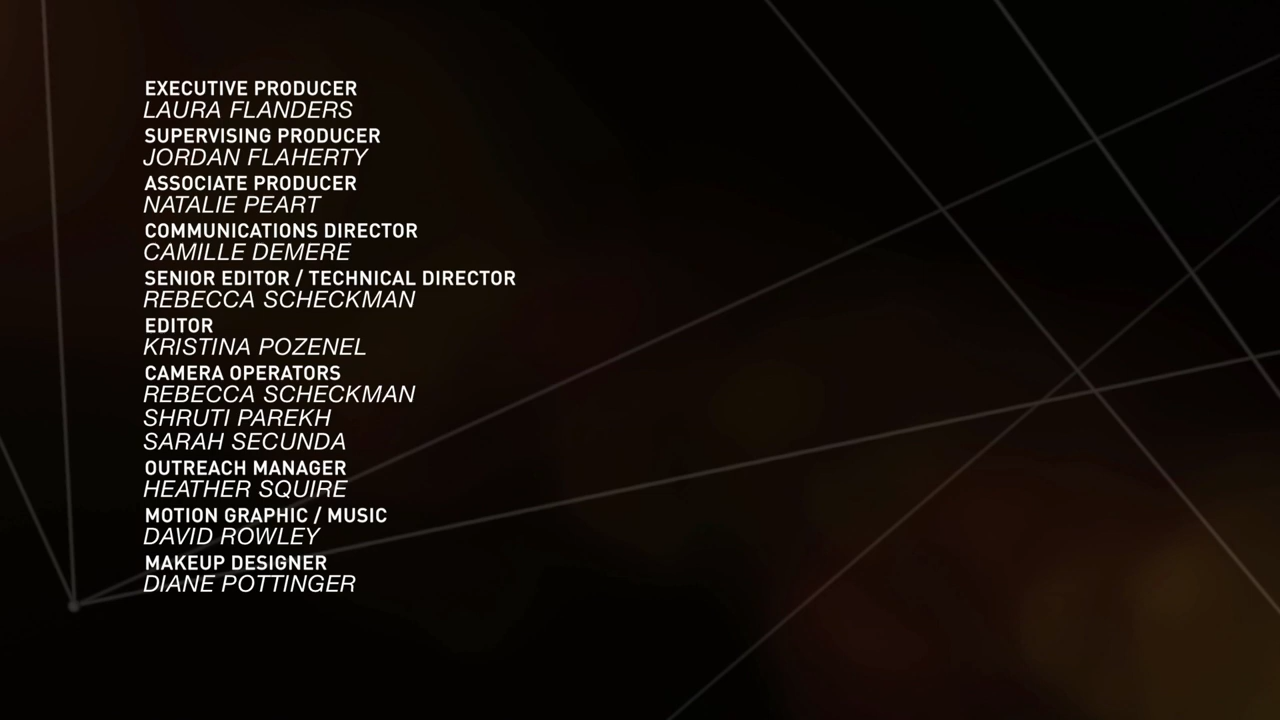 EXECUTIVE PRODUCER
LAURA FLANDERS
SUPERVISING PRODUCER
JORDAN FLAHERTY
ASSOCIATE PRODUCER
NATALIE PEART
COMMUNICATIONS DIRECTOR
CAMILLE DEMERE
SENIOR EDITOR / TECHNICAL DIRECTOR
REBECCA SCHECKMAN
EDITOR
KRISTINA POZENEL
CAMERA OPERATORS
REBECCA SCHECKMAN
SHRUTI PAREKH
SARAH SECUNDA
OUTREACH MANAGER
HEATHER SQUIRE
MOTION GRAPHIC / MUSIC
DAVID ROWLEY
MAKEUP DESIGNER
DIANE POTTINGER